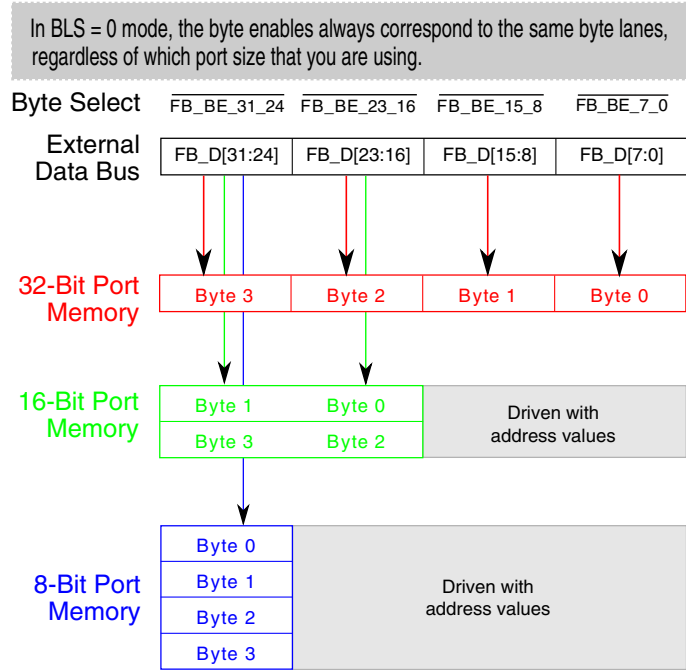 In BLS = 0 mode, the byte enables always correspond to the same byte lanes,
regardless of which port size that you are using.
Byte Select FB_BE_31_24 FB_BE_23_16 FB_BE_15_8 FB_BE_7_0
External
Data Bus
FB_D[31:24] FB_D[23:16] FB_D[15:8] FB_D[7:0]
32-Bit Port
Memory
Byte 3 Byte 2 Byte 1 Byte 0
16-Bit Port
Memory
Byte 1 Byte 0
Byte 3 Byte 2
Driven with
address values
8-Bit Port
Memory
Byte 0
Byte 1
Byte 2
Byte 3
Driven with
address values